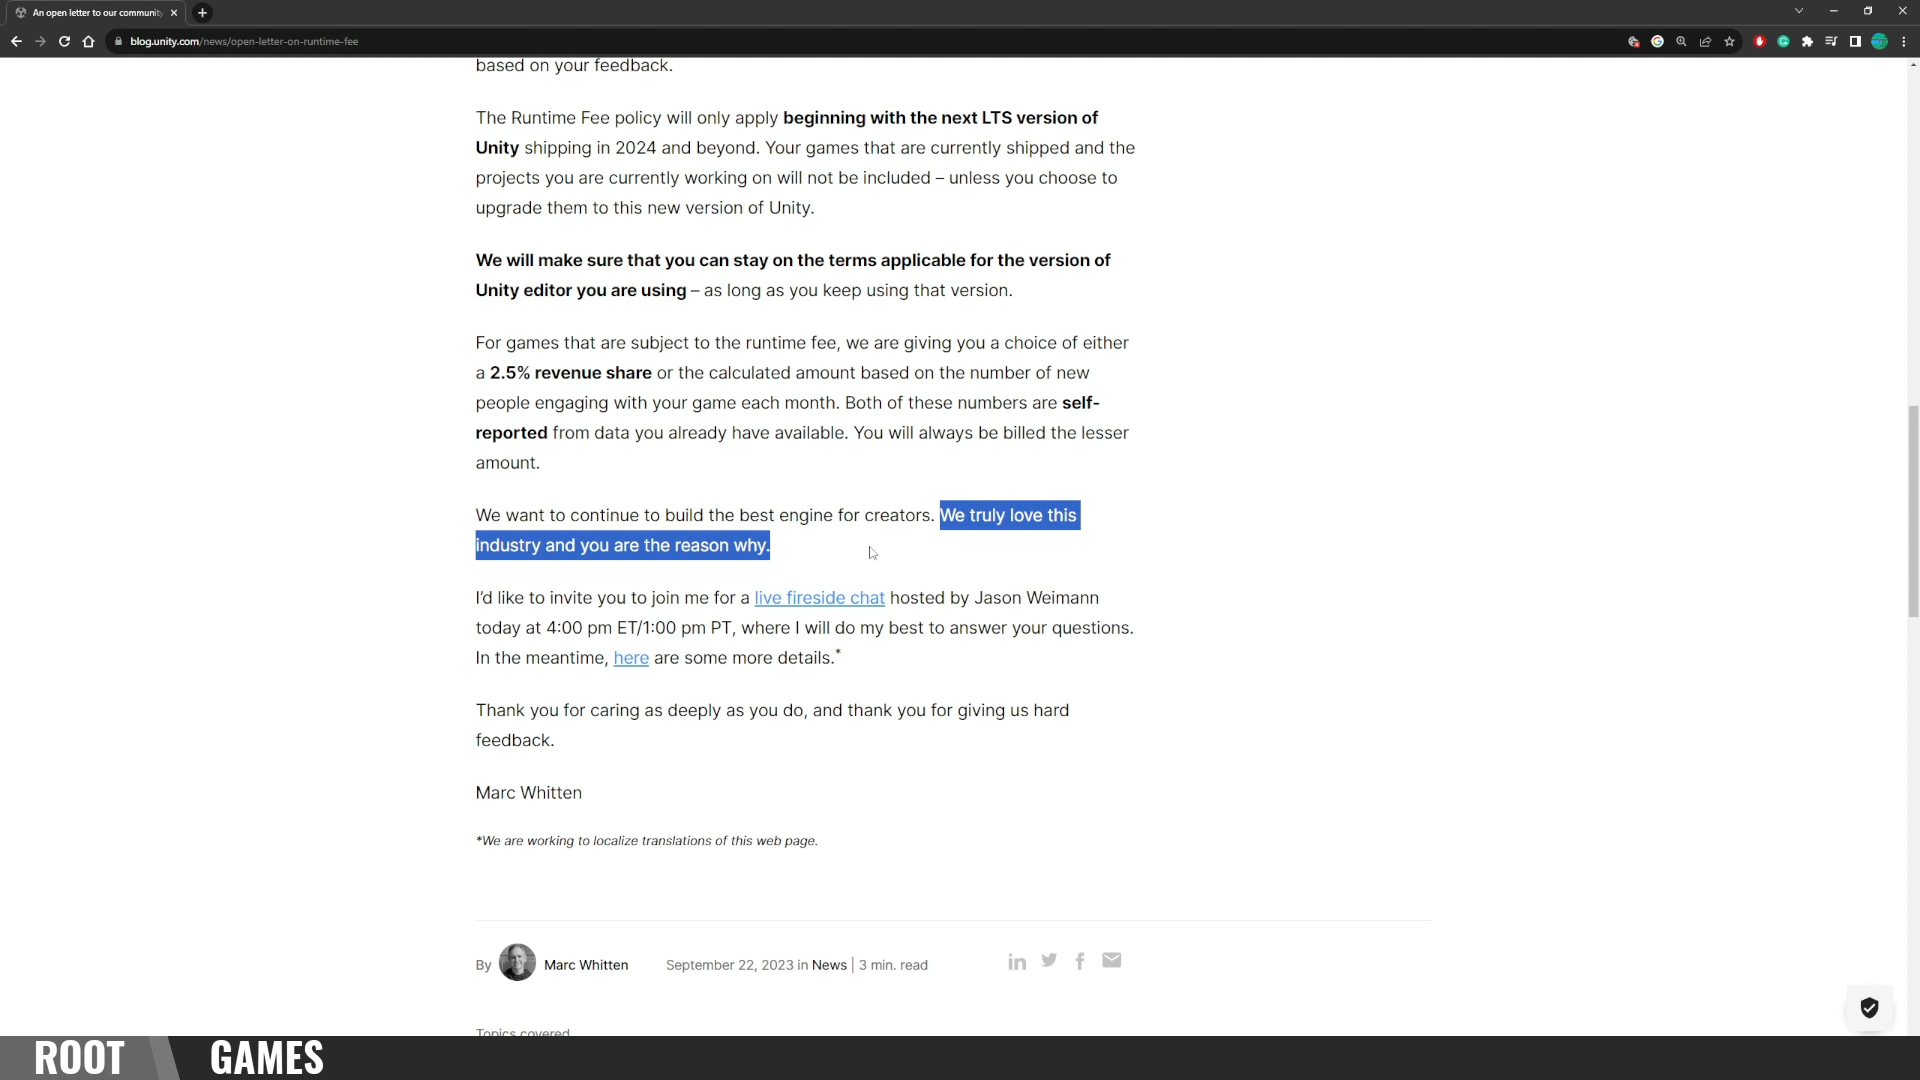 An open letter to our community
blog.unity.com/news/open-letter-on-runtime-fee
based on your feedback.
The Runtime Fee policy will only apply beginning with the next LTS version of
Unity shipping in 2024 and beyond. Your games that are currently shipped and the
projects you are currently working on will not be included – unless you choose to
upgrade them to this new version of Unity.
We will make sure that you can stay on the terms applicable for the version of
Unity editor you are using – as long as you keep using that version.
For games that are subject to the runtime fee, we are giving you a choice of either
a 2.5% revenue share or the calculated amount based on the number of new
people engaging with your game each month. Both of these numbers are self-
reported from data you already have available. You will always be billed the lesser
amount.
We want to continue to build the best engine for creators. We truly love this
industry and you are the reason why.
I'd like to invite you to join me for a live fireside chat hosted by Jason Weimann
today at 4:00 pm ET/1:00 pm PT, where I will do my best to answer your questions.
In the meantime, here are some more details.*
Thank you for caring as deeply as you do, and thank you for giving us hard
feedback.
Marc Whitten
*We are working to localize translations of this web page.
By Marc Whitten September 22, 2023 in News | 3 min. read
Topics covered
ROOT GAMES